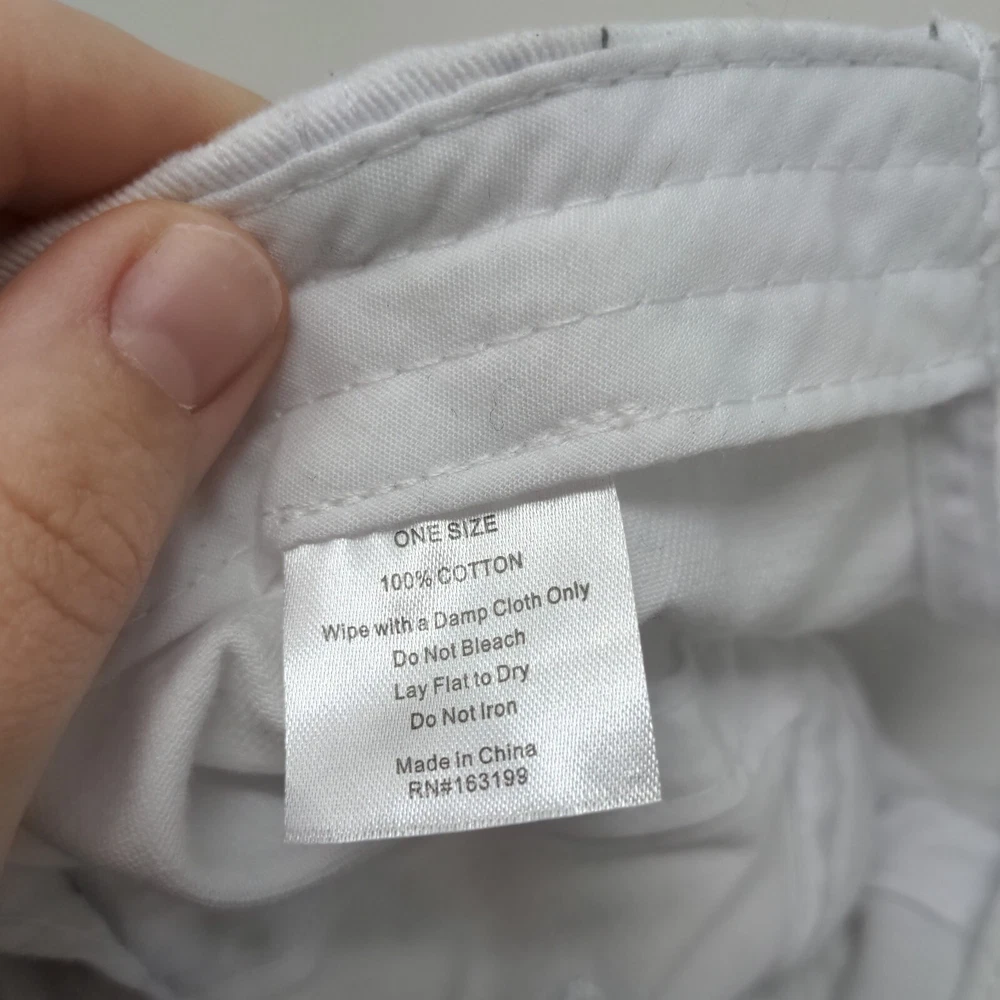 ONE SIZE
100% COTTON
Wipe with a Damp Cloth Only
Do Not Bleach
Lay Flat to Dry
Do Not Iron
Made in China
RN#163199